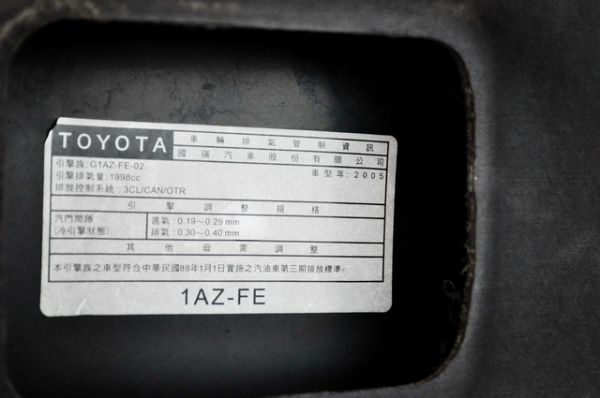 TOYOTA
車輛排氣管制資訊
國瑞汽車股份有限公司
引擎族:G1AZ-FE-02
車型年:2005
引擎排氣量:1998cc
排放控制系統:3CL/CAN/OTR
引擎調整規格
汽門間隙 進氣:0.19～0.29 mm
(冷引擎狀態) 排氣:0.30～0.40 mm
其他毋需調整
本引擎族之車型符合中華民國88年1月1日實施之汽油車第三期排放標準。
1AZ-FE